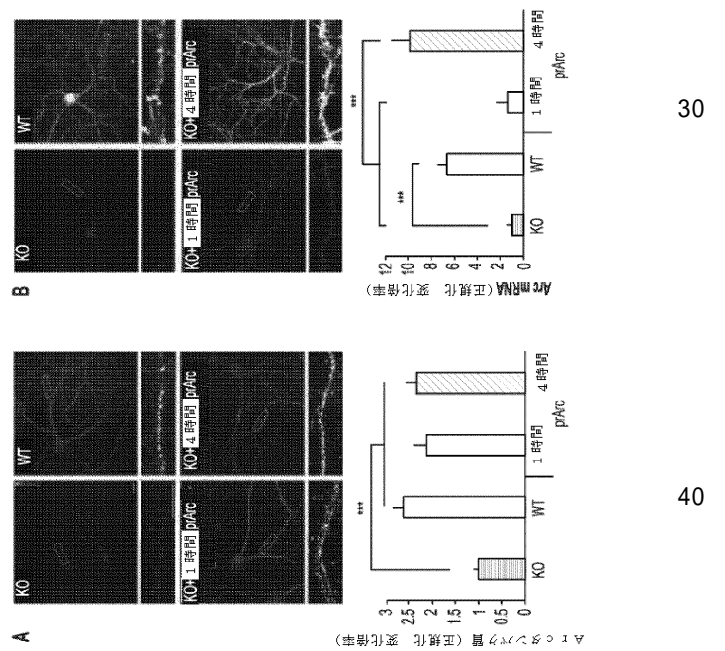 A
KO
WT
KO+ 1 時間 prArc
KO+ 4 時間 prArc
Arcタンパク質 (正規化 変化倍率)
3
2.5
2
1.5
1
0.5
0
***
KO
WT
1 時間
4 時間
prArc
B
KO
WT
KO+ 1 時間 prArc
KO+ 4 時間 prArc
Arc mRNA (正規化 変化倍率)
12
10
8
6
4
2
0
***
***
KO
WT
1 時間
4 時間
prArc
30
40